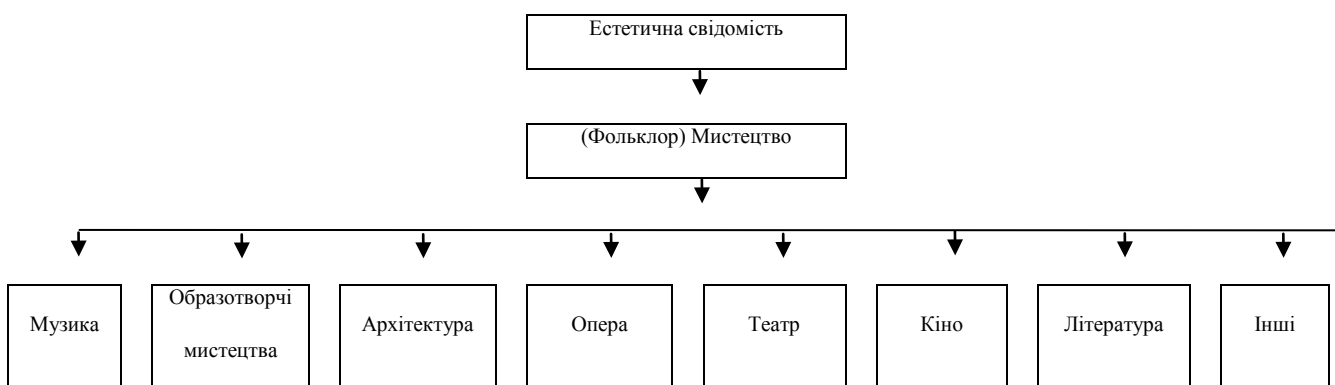 Естетична свідомість
(Фольклор) Мистецтво
Музика
Образотворчі
мистецтва
Архітектура
Опера
Театр
Кіно
Література
Інші